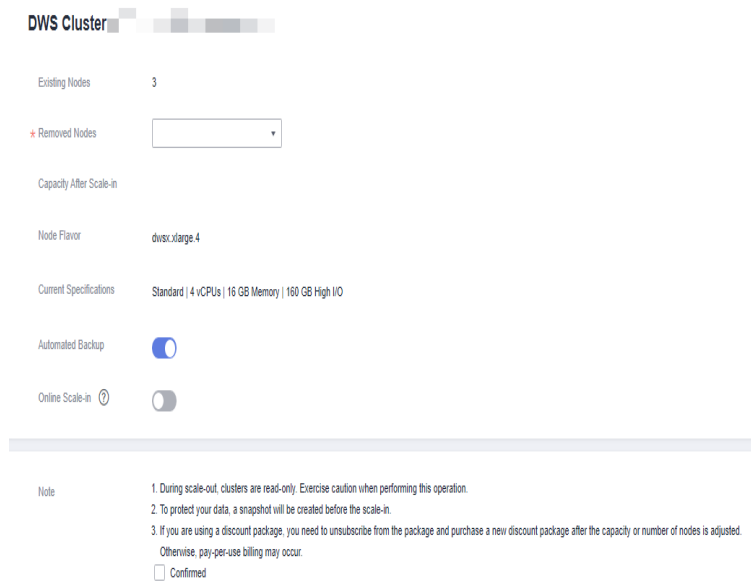 DWS Cluster
Existing Nodes 3
* Removed Nodes
Capacity After Scale-in
Node Flavor dwsx.xlarge.4
Current Specifications Standard | 4 vCPUs | 16 GB Memory | 160 GB High I/O
Automated Backup
Online Scale-in ?
Note 1. During scale-out, clusters are read-only. Exercise caution when performing this operation.
2. To protect your data, a snapshot will be created before the scale-in.
3. If you are using a discount package, you need to unsubscribe from the package and purchase a new discount package after the capacity or number of nodes is adjusted.
Otherwise, pay-per-use billing may occur.
Confirmed